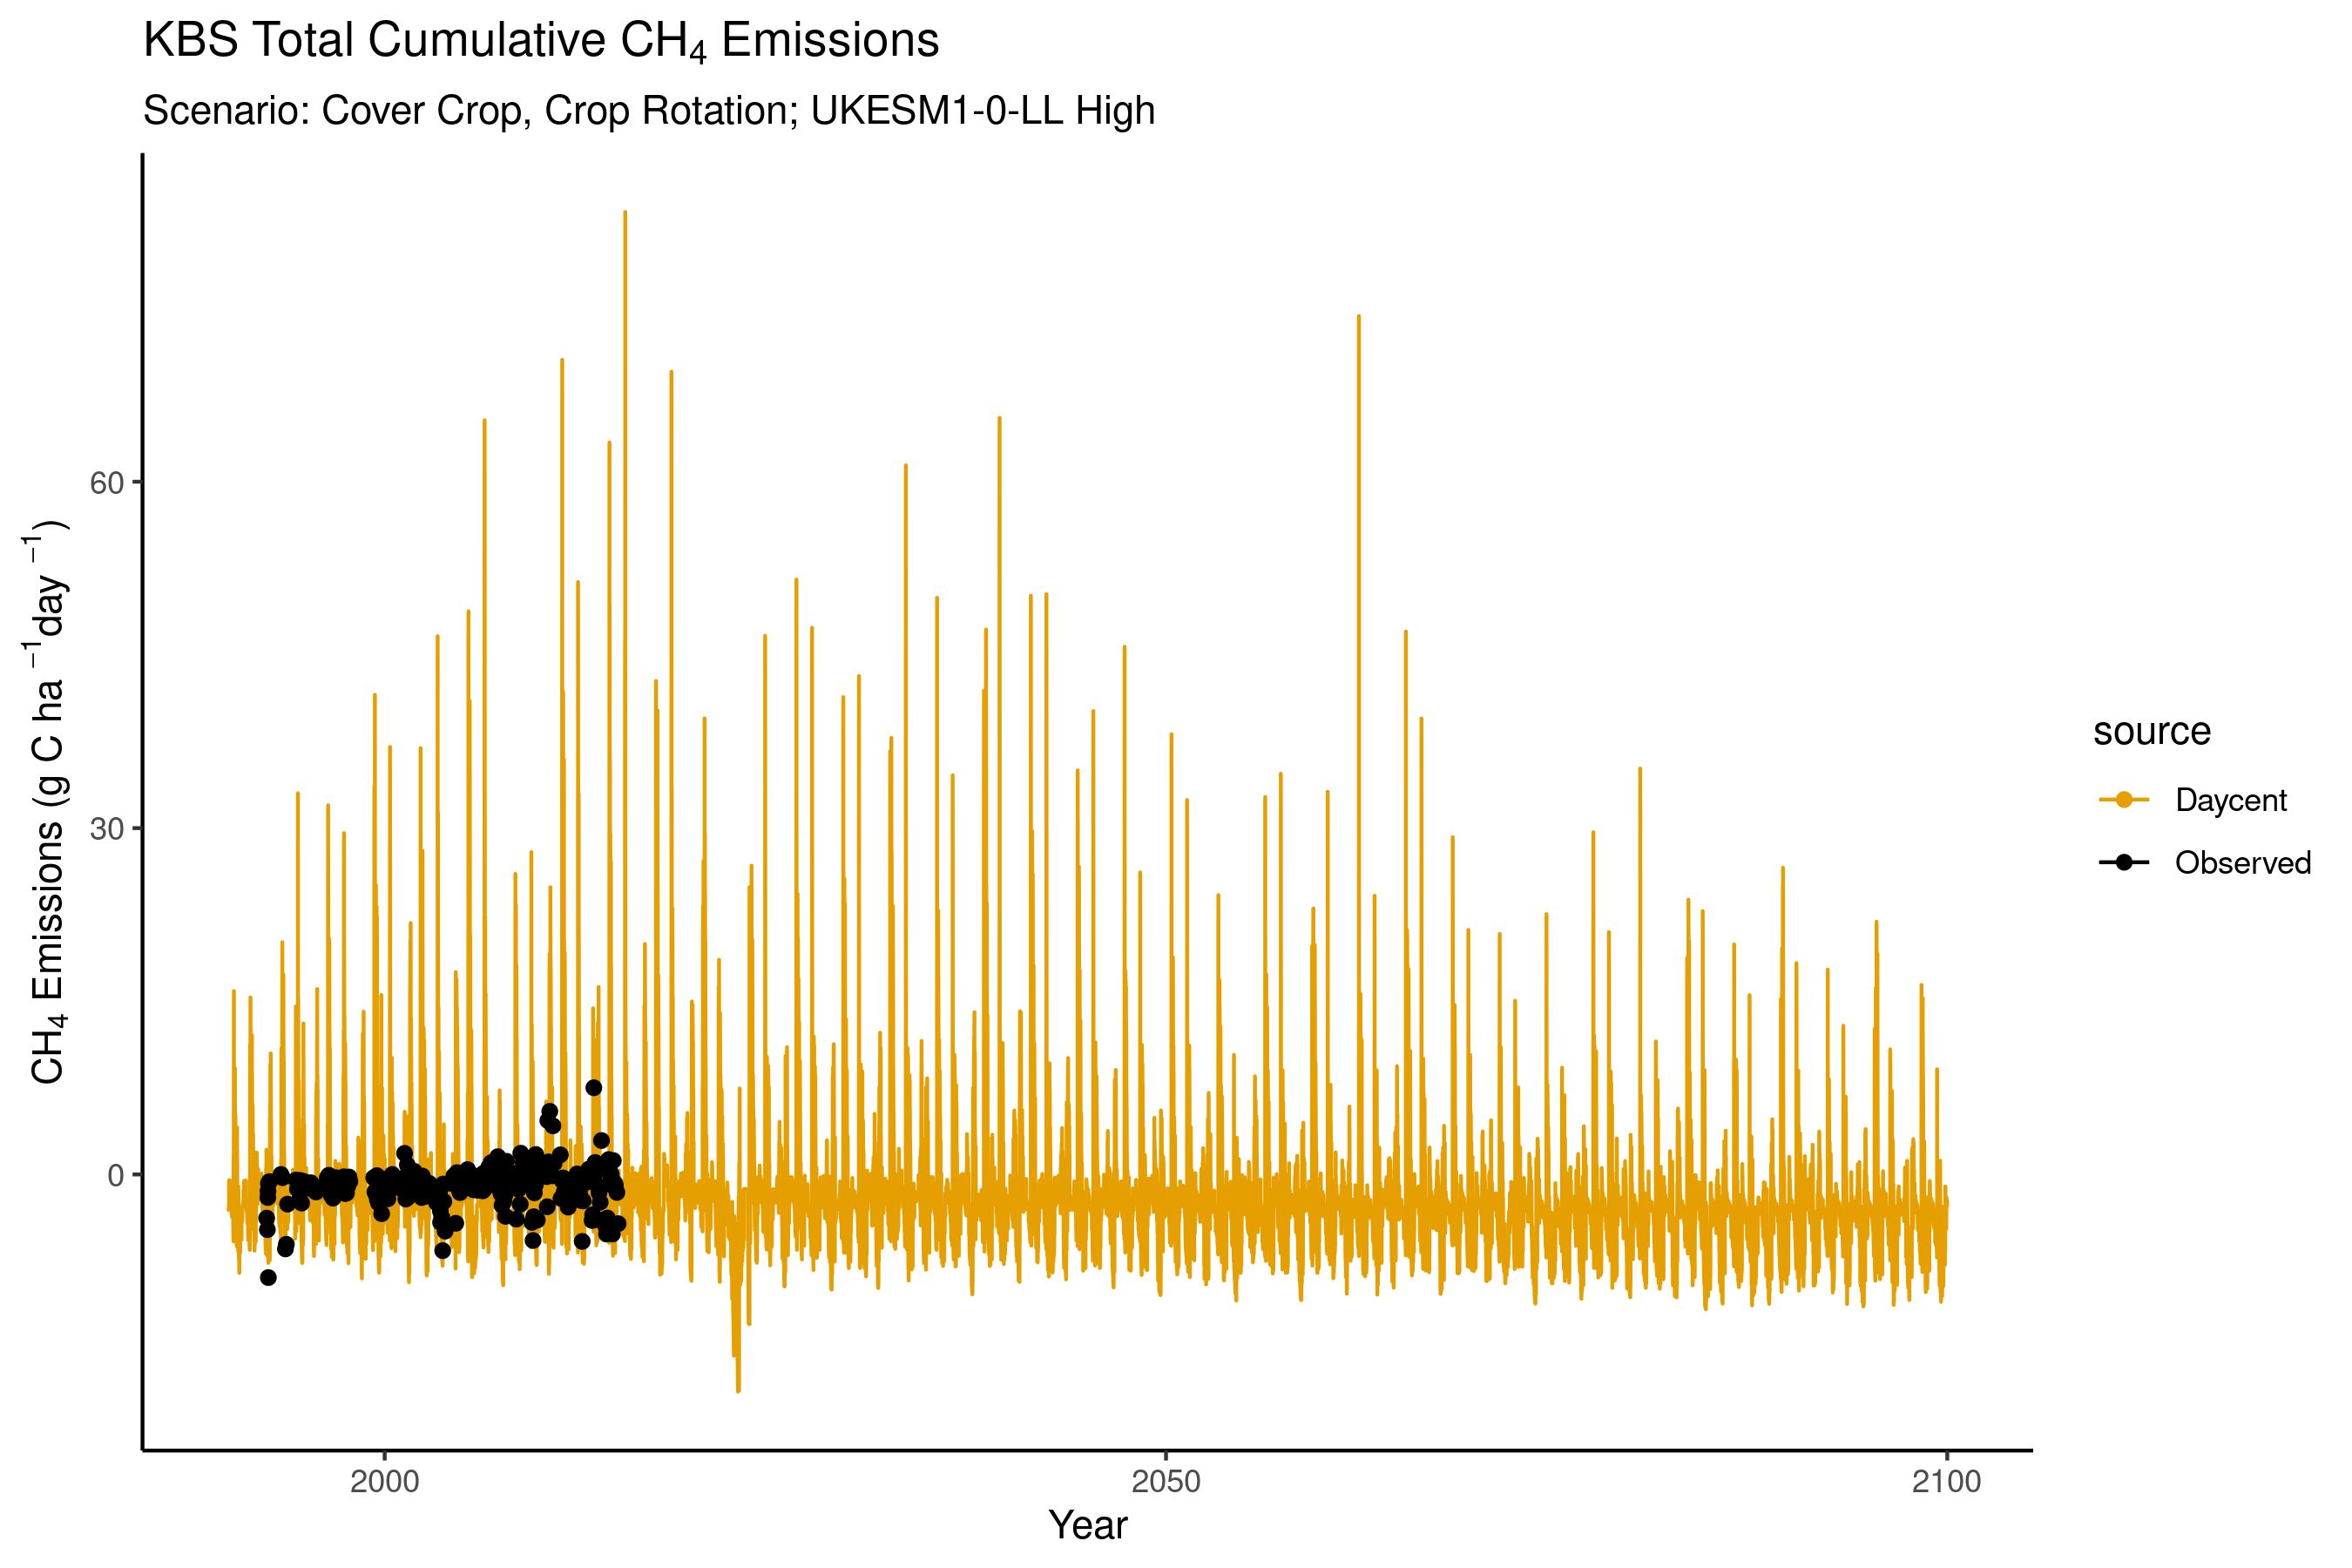 KBS Total Cumulative CH₄ Emissions
Scenario: Cover Crop, Crop Rotation; UKESM1-0-LL High
CH₄ Emissions (g C ha ⁻¹day ⁻¹)
60
30
0
2000
2050
2100
Year
source
Daycent
Observed